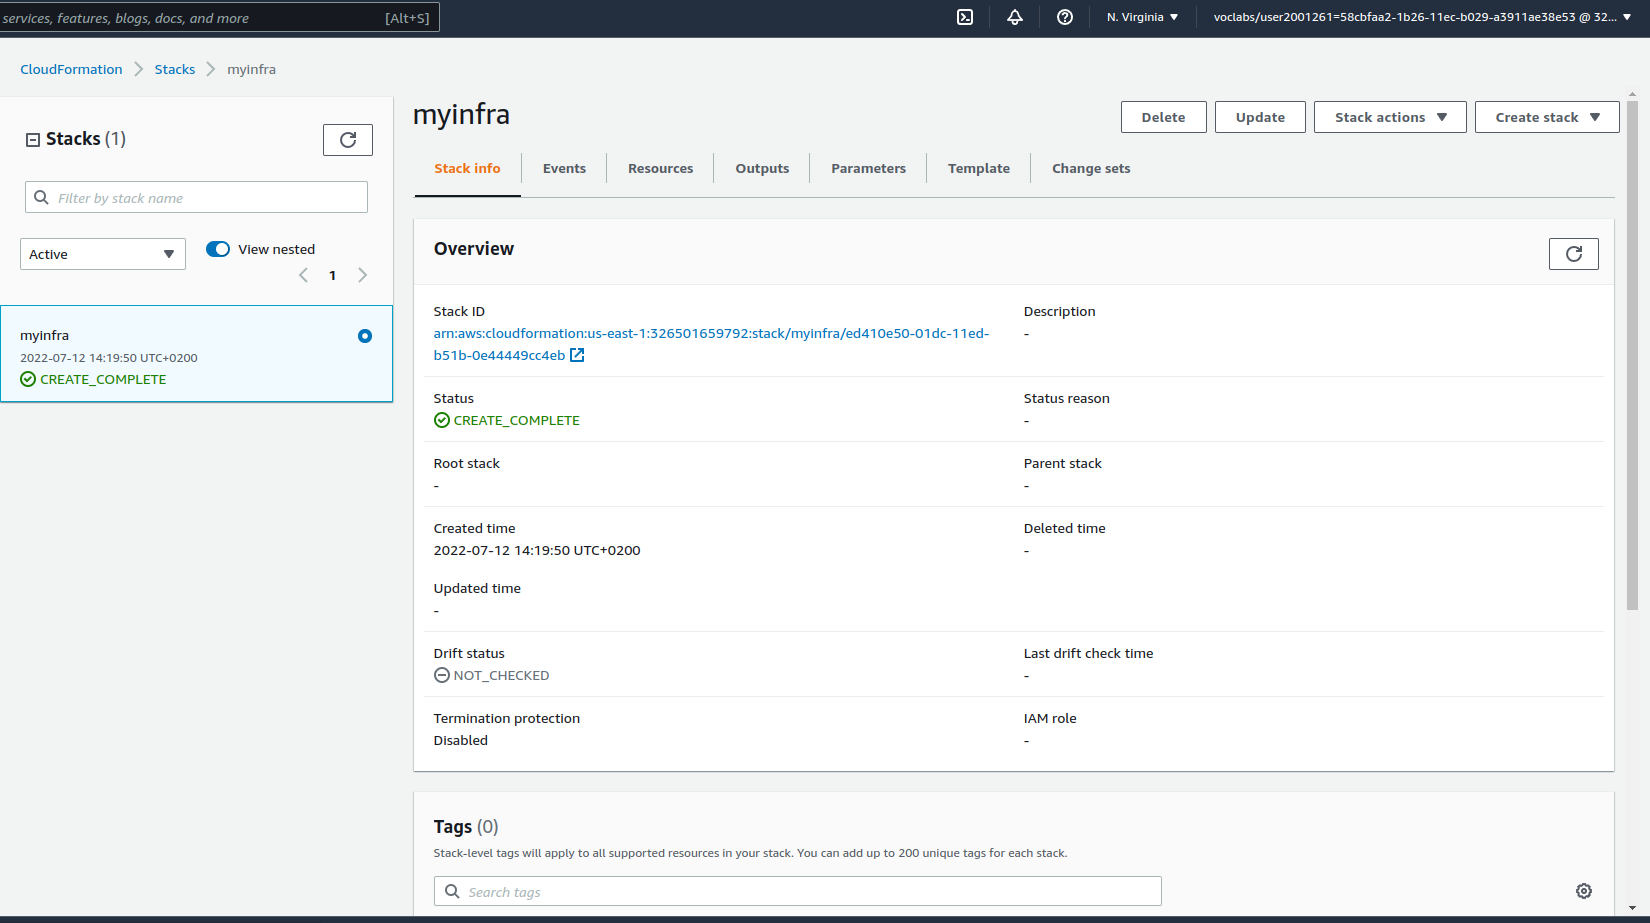 services, features, blogs, docs, and more [Alt+S]
N. Virginia
voclabs/user2001261=58cbfaa2-1b26-11ec-b029-a3911ae38e53 @ 32...
CloudFormation
Stacks
myinfra
Stacks (1)
Filter by stack name
Active
View nested
1
myinfra
2022-07-12 14:19:50 UTC+0200
CREATE_COMPLETE
myinfra
Delete
Update
Stack actions
Create stack
Stack info
Events
Resources
Outputs
Parameters
Template
Change sets
Overview
Stack ID
arn:aws:cloudformation:us-east-1:326501659792:stack/myinfra/ed410e50-01dc-11ed-
b51b-0e44449cc4eb
Description
-
Status
CREATE_COMPLETE
Status reason
-
Root stack
-
Parent stack
-
Created time
2022-07-12 14:19:50 UTC+0200
Deleted time
-
Updated time
-
Drift status
NOT_CHECKED
Last drift check time
-
Termination protection
Disabled
IAM role
-
Tags (0)
Stack-level tags will apply to all supported resources in your stack. You can add up to 200 unique tags for each stack.
Search tags